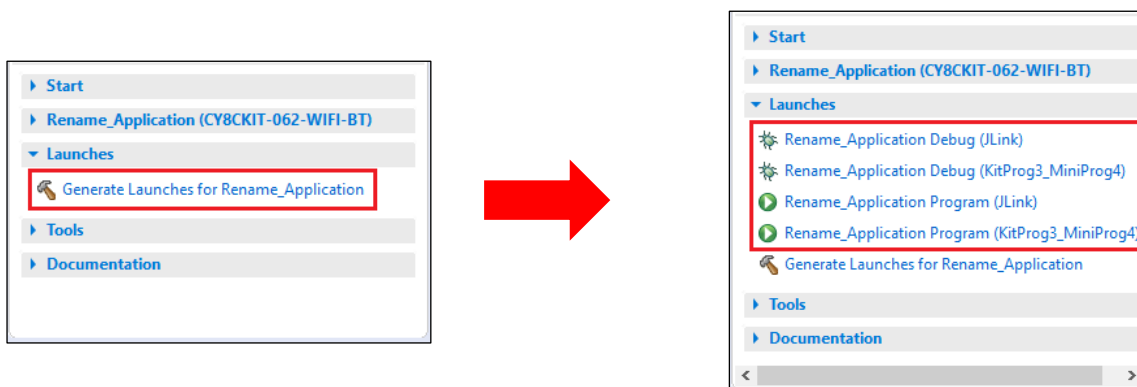 Start
Rename_Application (CY8CKIT-062-WIFI-BT)
Launches
Generate Launches for Rename_Application
Tools
Documentation
Start
Rename_Application (CY8CKIT-062-WIFI-BT)
Launches
Rename_Application Debug (JLink)
Rename_Application Debug (KitProg3_MiniProg4)
Rename_Application Program (JLink)
Rename_Application Program (KitProg3_MiniProg4)
Generate Launches for Rename_Application
Tools
Documentation